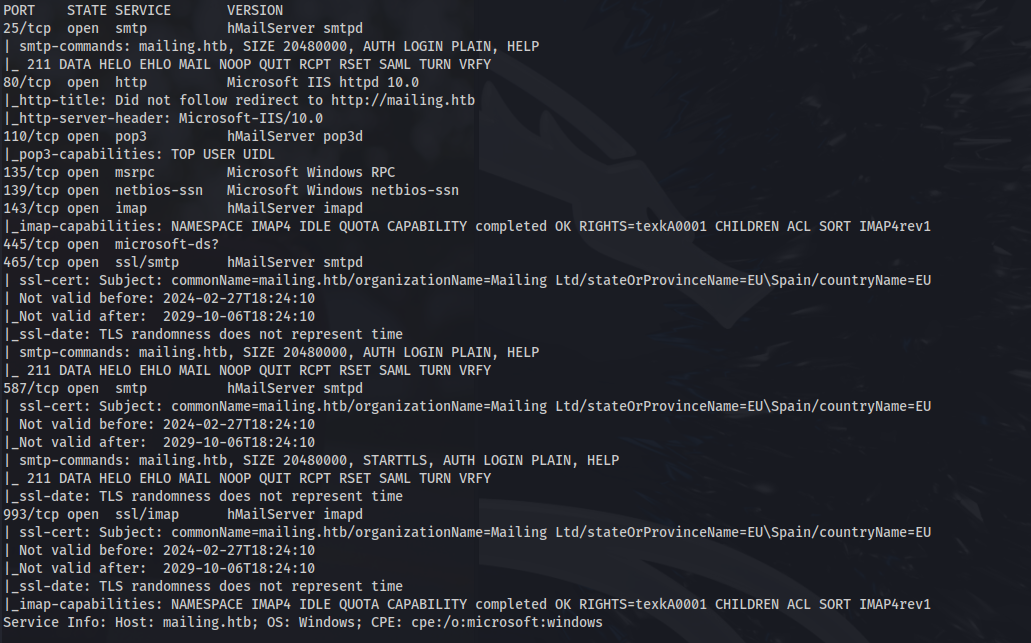 PORT    STATE SERVICE       VERSION
25/tcp  open  smtp          hMailServer smtpd
| smtp-commands: mailing.htb, SIZE 20480000, AUTH LOGIN PLAIN, HELP
|_ 211 DATA HELO EHLO MAIL NOOP QUIT RCPT RSET SAML TURN VRFY
80/tcp  open  http          Microsoft IIS httpd 10.0
|_http-title: Did not follow redirect to http://mailing.htb
|_http-server-header: Microsoft-IIS/10.0
110/tcp open  pop3          hMailServer pop3d
|_pop3-capabilities: TOP USER UIDL
135/tcp open  msrpc         Microsoft Windows RPC
139/tcp open  netbios-ssn   Microsoft Windows netbios-ssn
143/tcp open  imap          hMailServer imapd
|_imap-capabilities: NAMESPACE IMAP4 IDLE QUOTA CAPABILITY completed OK RIGHTS=texkA0001 CHILDREN ACL SORT IMAP4rev1
445/tcp open  microsoft-ds?
465/tcp open  ssl/smtp      hMailServer smtpd
| ssl-cert: Subject: commonName=mailing.htb/organizationName=Mailing Ltd/stateOrProvinceName=EU\Spain/countryName=EU
| Not valid before: 2024-02-27T18:24:10
|_Not valid after:  2029-10-06T18:24:10
|_ssl-date: TLS randomness does not represent time
| smtp-commands: mailing.htb, SIZE 20480000, AUTH LOGIN PLAIN, HELP
|_ 211 DATA HELO EHLO MAIL NOOP QUIT RCPT RSET SAML TURN VRFY
587/tcp open  smtp          hMailServer smtpd
| ssl-cert: Subject: commonName=mailing.htb/organizationName=Mailing Ltd/stateOrProvinceName=EU\Spain/countryName=EU
| Not valid before: 2024-02-27T18:24:10
|_Not valid after:  2029-10-06T18:24:10
| smtp-commands: mailing.htb, SIZE 20480000, STARTTLS, AUTH LOGIN PLAIN, HELP
|_ 211 DATA HELO EHLO MAIL NOOP QUIT RCPT RSET SAML TURN VRFY
|_ssl-date: TLS randomness does not represent time
993/tcp open  ssl/imap      hMailServer imapd
| ssl-cert: Subject: commonName=mailing.htb/organizationName=Mailing Ltd/stateOrProvinceName=EU\Spain/countryName=EU
| Not valid before: 2024-02-27T18:24:10
|_Not valid after:  2029-10-06T18:24:10
|_ssl-date: TLS randomness does not represent time
|_imap-capabilities: NAMESPACE IMAP4 IDLE QUOTA CAPABILITY completed OK RIGHTS=texkA0001 CHILDREN ACL SORT IMAP4rev1
Service Info: Host: mailing.htb; OS: Windows; CPE: cpe:/o:microsoft:windows